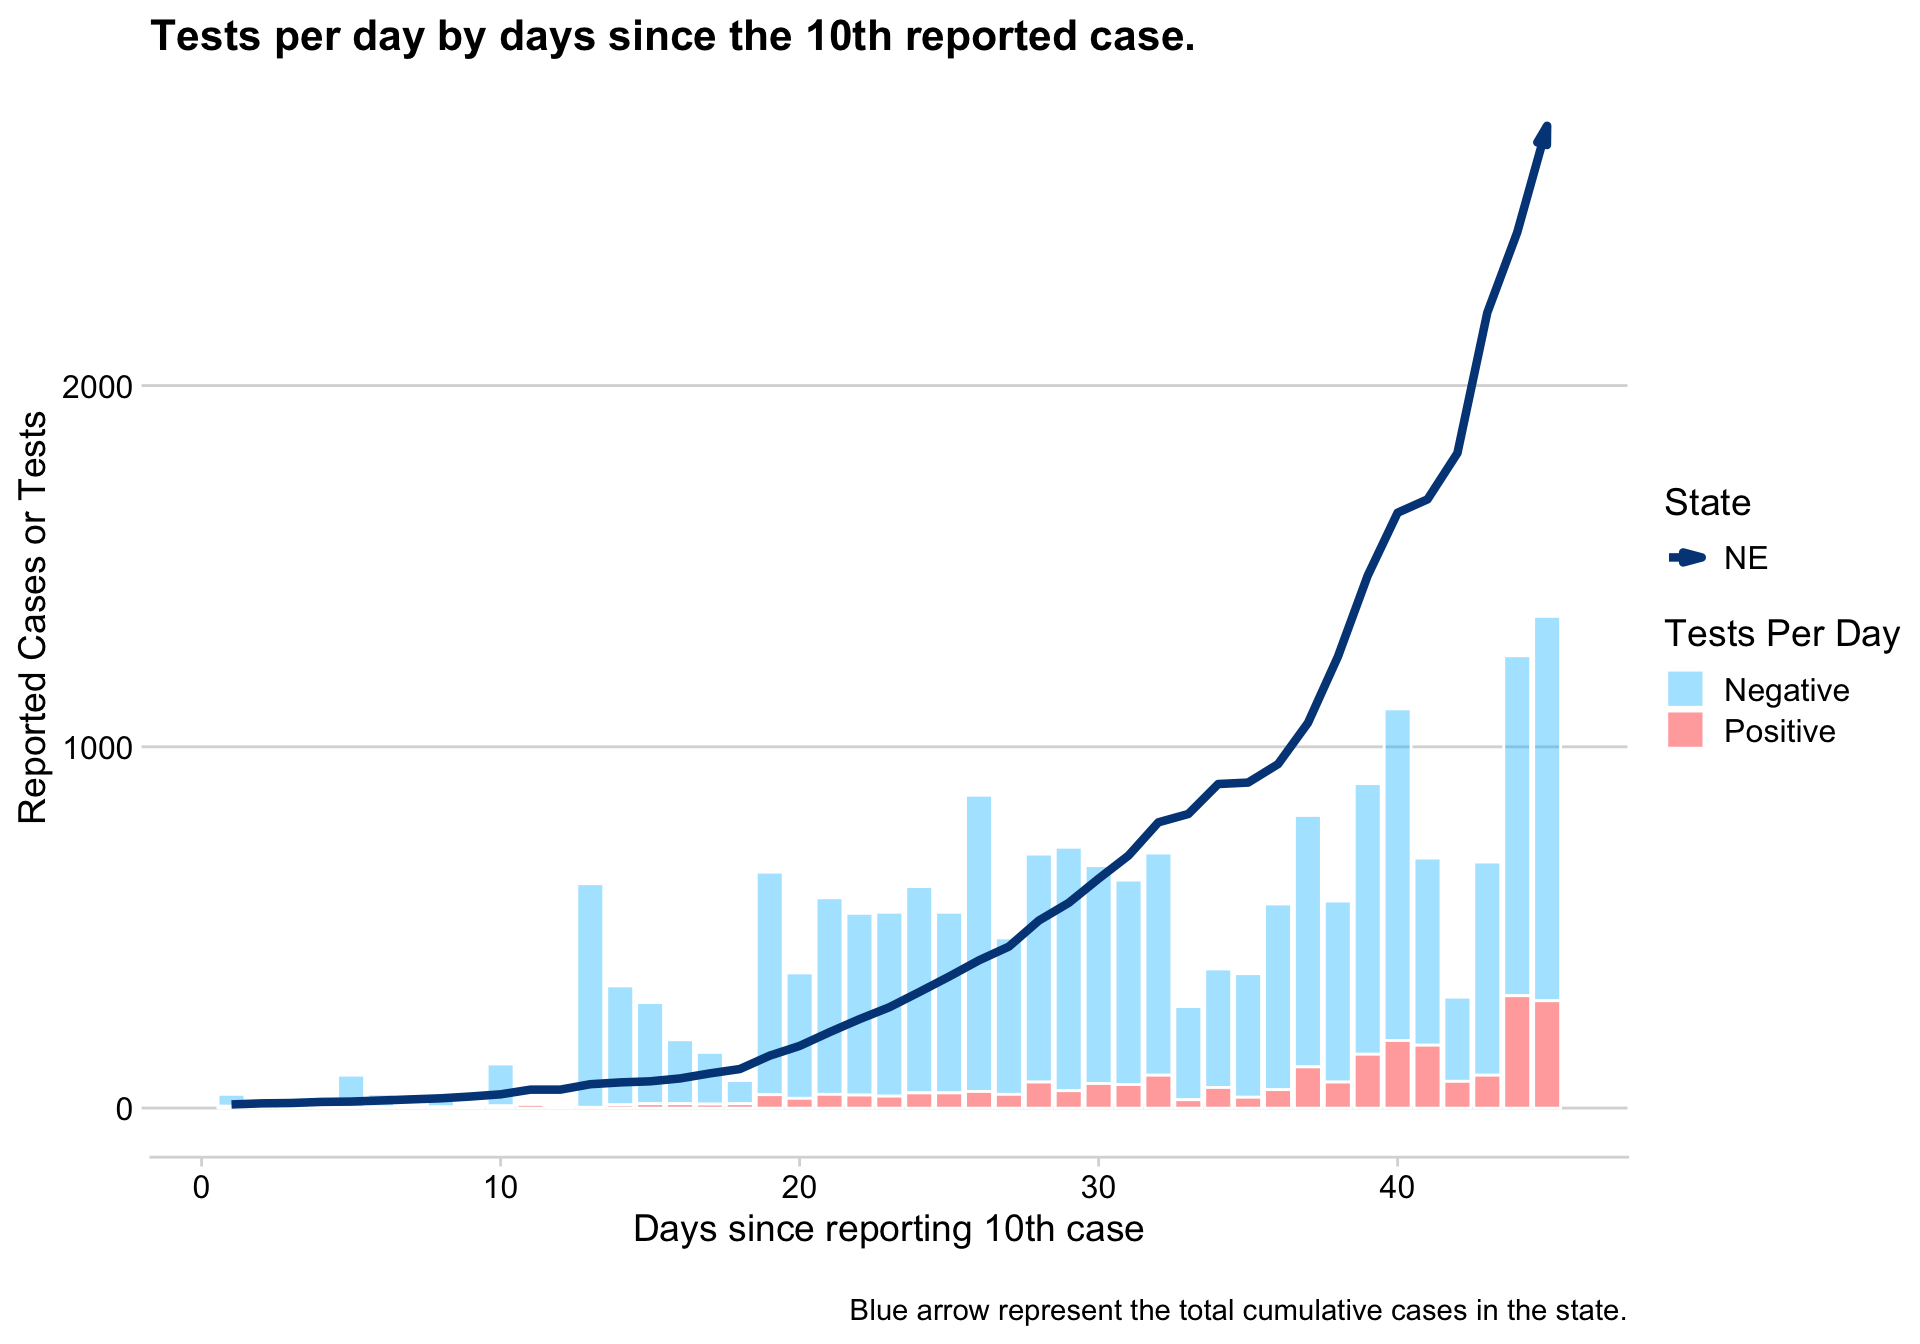 Tests per day by days since the 10th reported case.
Reported Cases or Tests
2000
1000
0
0
10
20
30
40
Days since reporting 10th case
State
NE
Tests Per Day
Negative
Positive
Blue arrow represent the total cumulative cases in the state.